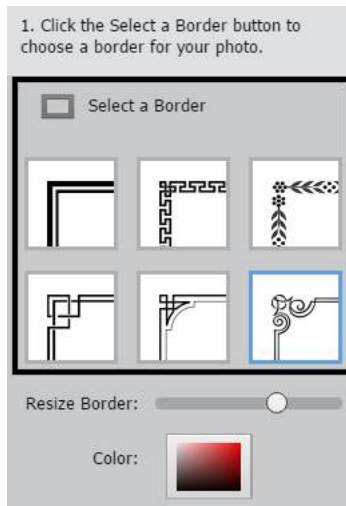 1. Click the Select a Border button to
choose a border for your photo.
Select a Border
Resize Border:
Color: